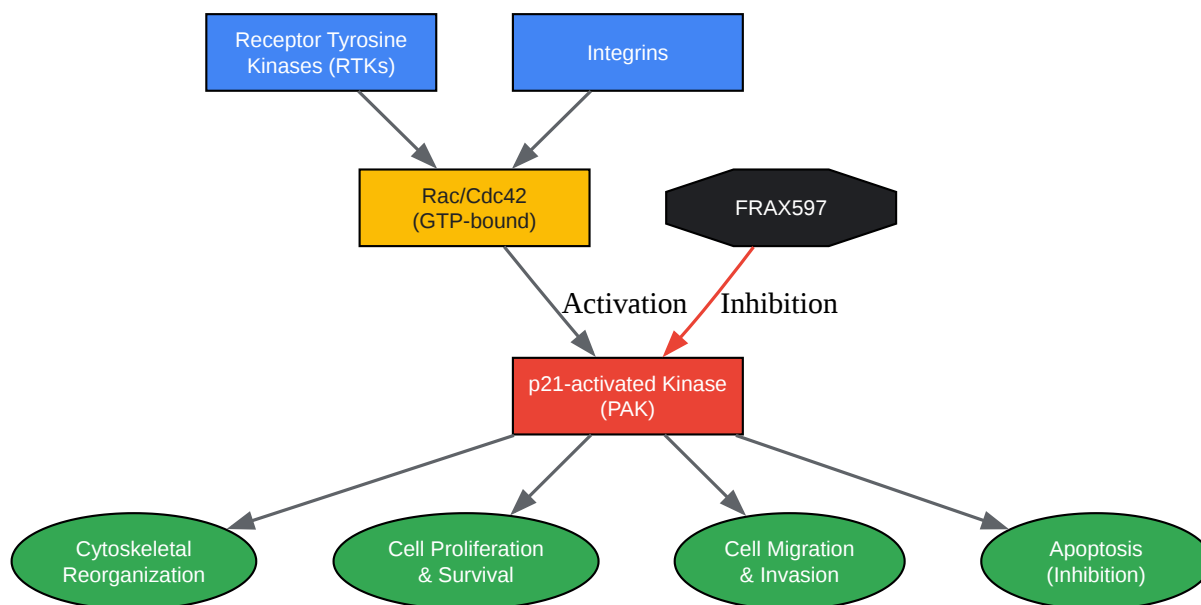 Receptor Tyrosine
Kinases (RTKs)
Integrins
Rac/Cdc42
(GTP-bound)
FRAX597
Activation
Inhibition
p21-activated Kinase
(PAK)
Cytoskeletal
Reorganization
Cell Proliferation
& Survival
Cell Migration
& Invasion
Apoptosis
(Inhibition)